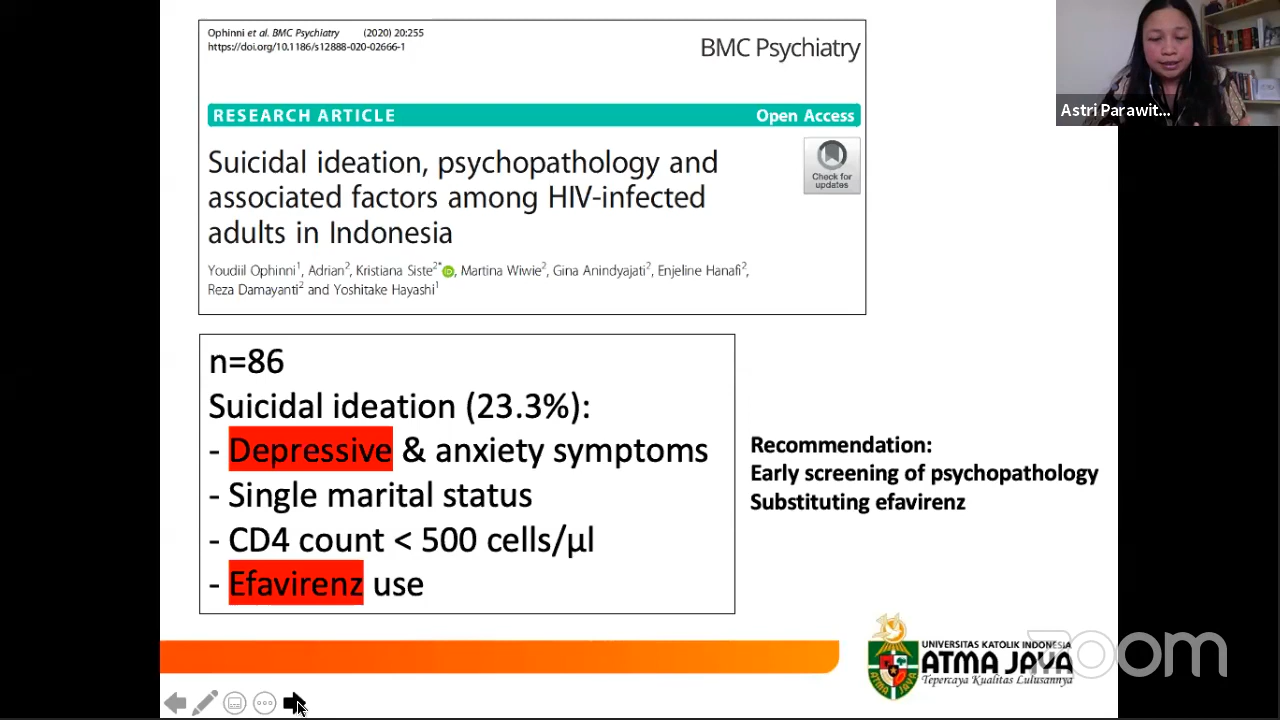 Ophinni et al. BMC Psychiatry (2020) 20:255
https://doi.org/10.1186/s12888-020-02666-1
BMC Psychiatry
RESEARCH ARTICLE
Open Access
Suicidal ideation, psychopathology and
associated factors among HIV-infected
adults in Indonesia
Check for
updates
Youdiil Ophinni1, Adrian2, Kristiana Siste2* iD, Martina Wiwie2, Gina Anindyajati2, Enjeline Hanafi2,
Reza Damayanti2 and Yoshitake Hayashi1
n=86
Suicidal ideation (23.3%):
- Depressive & anxiety symptoms
- Single marital status
- CD4 count < 500 cells/µl
- Efavirenz use
Recommendation:
Early screening of psychopathology
Substituting efavirenz
Astri Parawit...
UNIVERSITAS KATOLIK INDONESIA
ATMA JAYA
Tepercaya Kualitas Lulusannya
ATMA JAYA
zoom